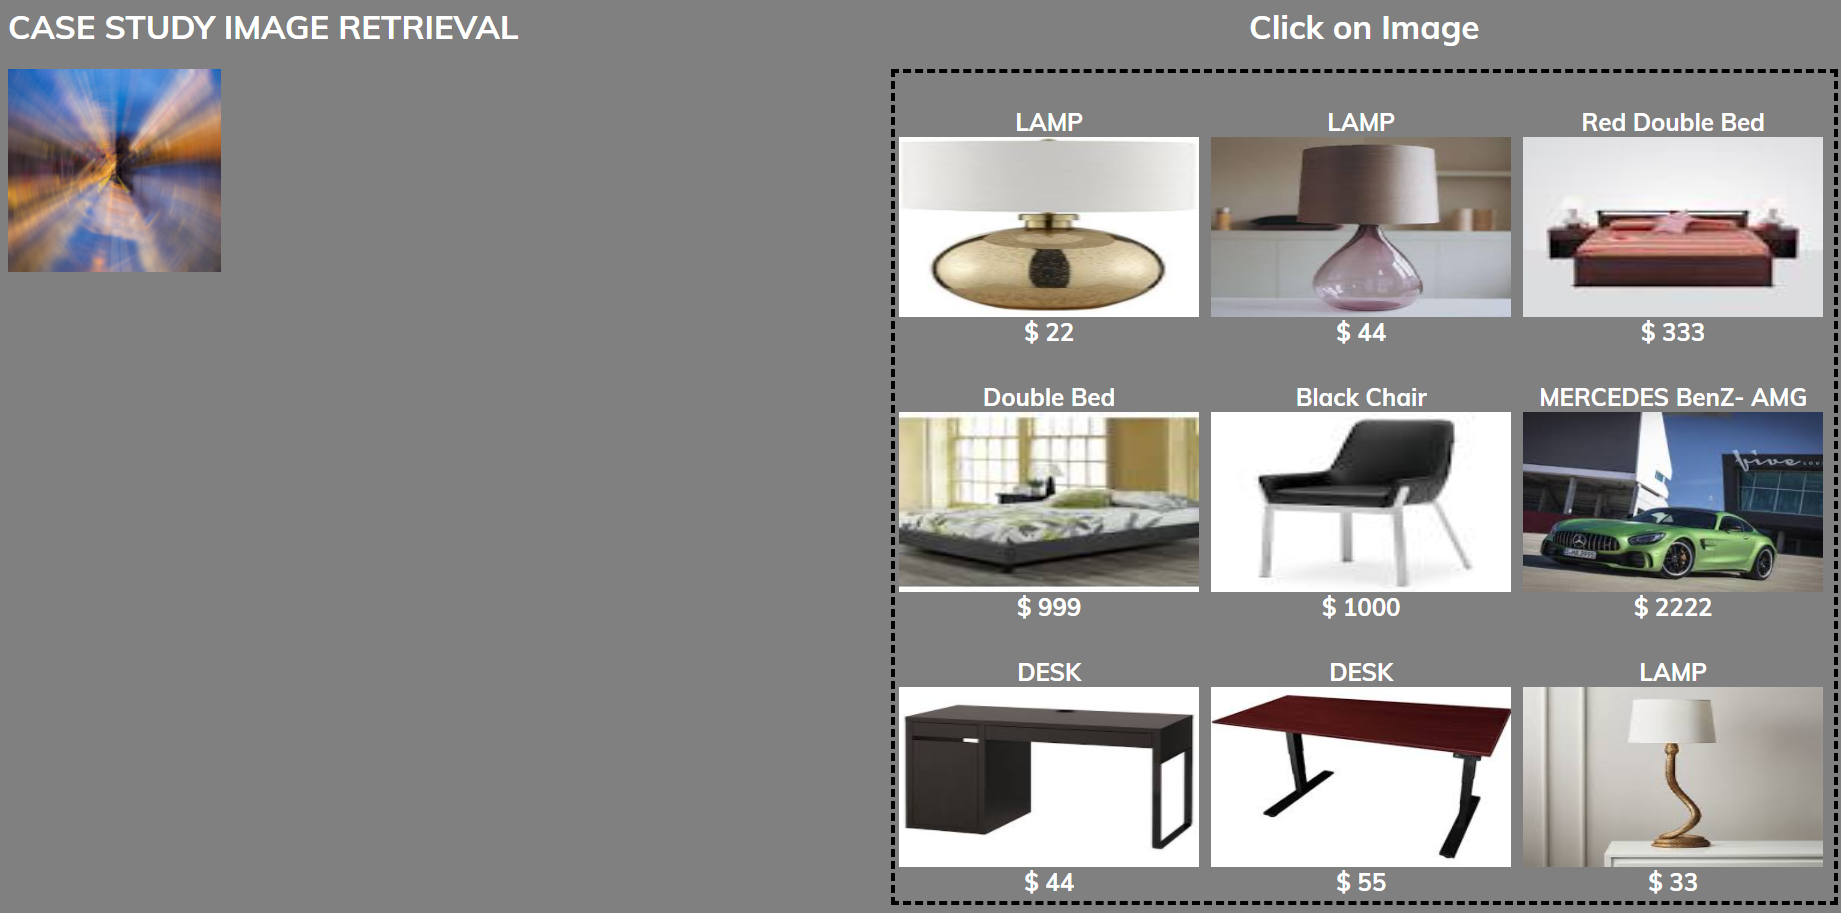 CASE STUDY IMAGE RETRIEVAL
Click on Image
LAMP
LAMP
Red Double Bed
$ 22
$ 44
$ 333
Double Bed
Black Chair
MERCEDES BenZ- AMG
five
$ 999
$ 1000
$ 2222
DESK
DESK
LAMP
$ 44
$ 55
$ 33